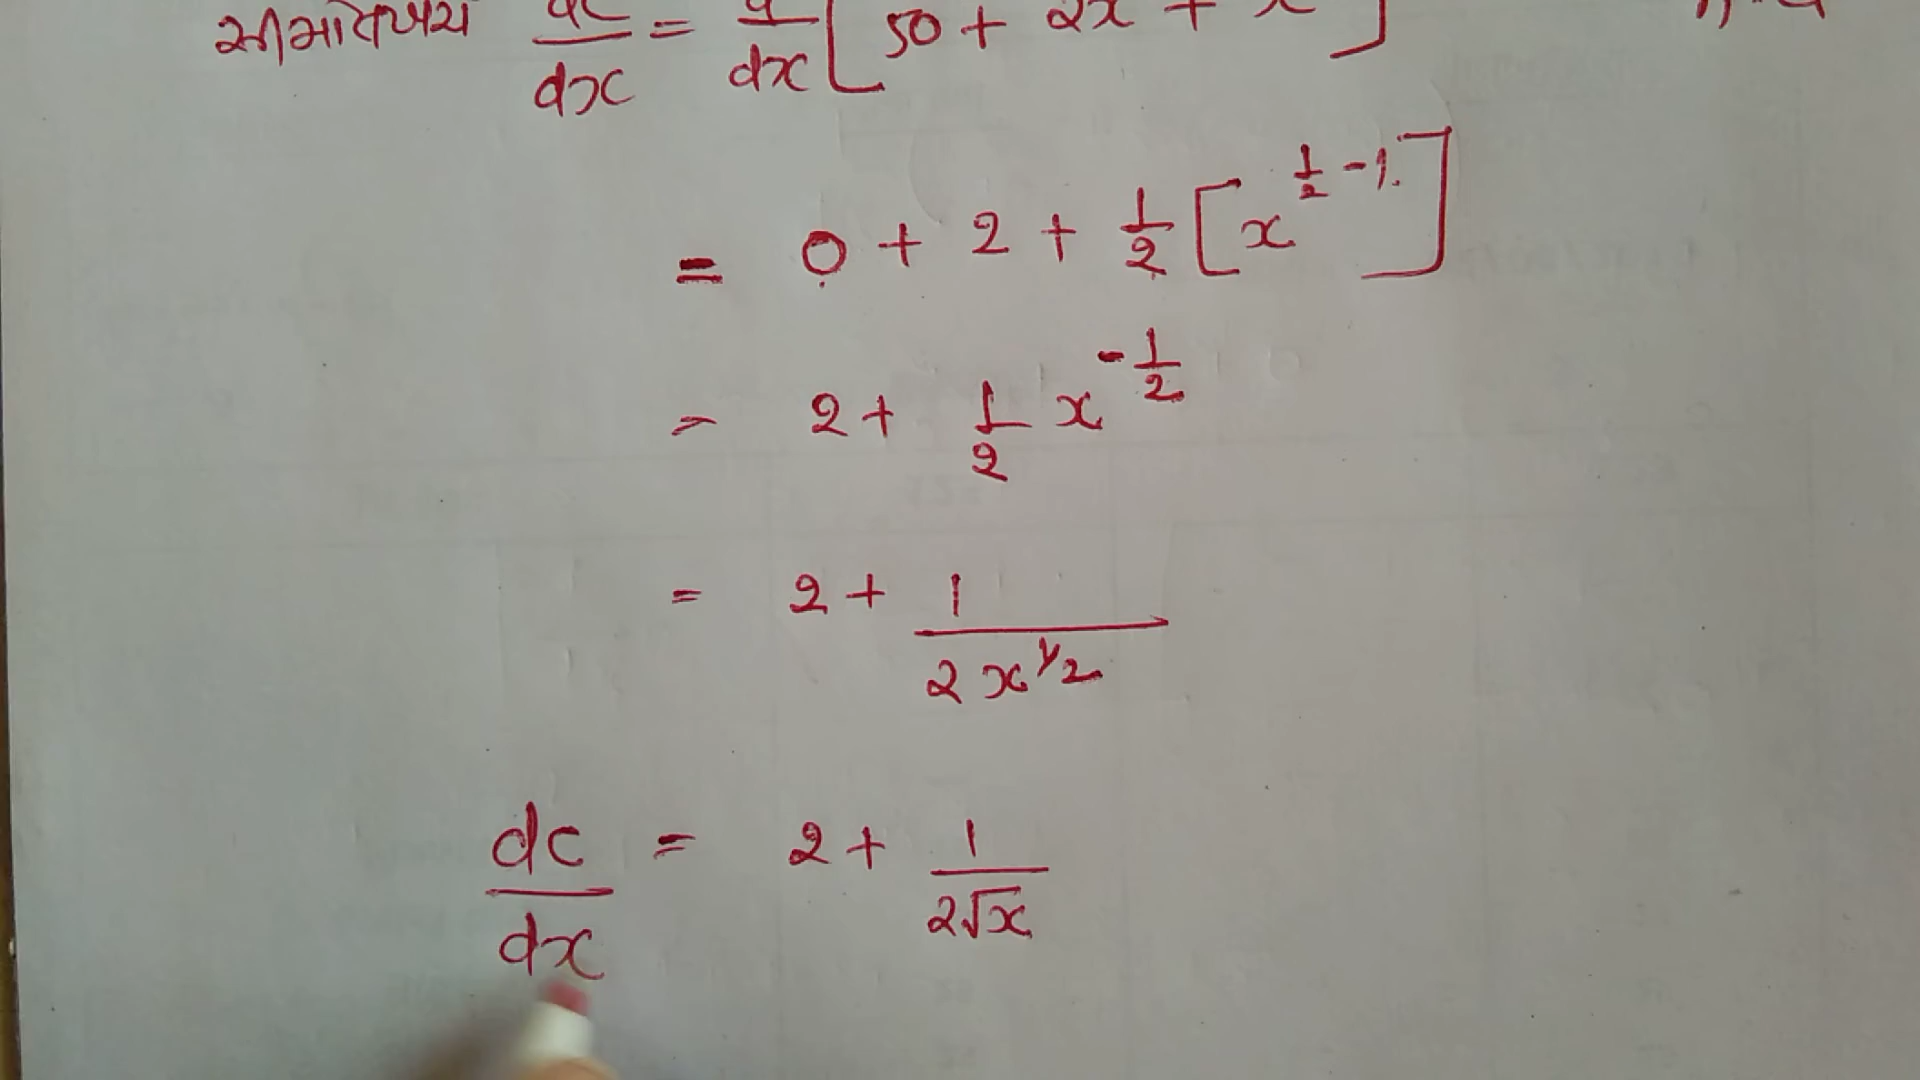 dc/dx = d/dx [50 + 2x +
= 0 + 2 + 1/2 [x^(1/2 - 1)]
= 2 + 1/2 x^(-1/2)
= 2 + 1/(2x^(1/2))
dc/dx = 2 + 1/(2√x)